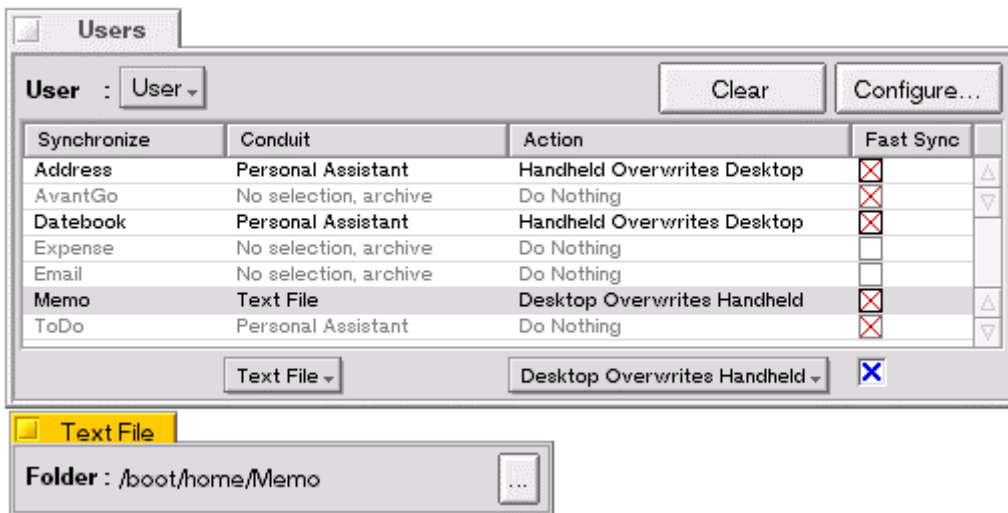 Users
User : User Clear Configure...
Synchronize Conduit Action Fast Sync
Address Personal Assistant Handheld Overwrites Desktop
AvantGo No selection, archive Do Nothing
Datebook Personal Assistant Handheld Overwrites Desktop
Expense No selection, archive Do Nothing
Email No selection, archive Do Nothing
Memo Text File Desktop Overwrites Handheld
ToDo Personal Assistant Do Nothing
Text File Desktop Overwrites Handheld
Text File
Folder : /boot/home/Memo ...